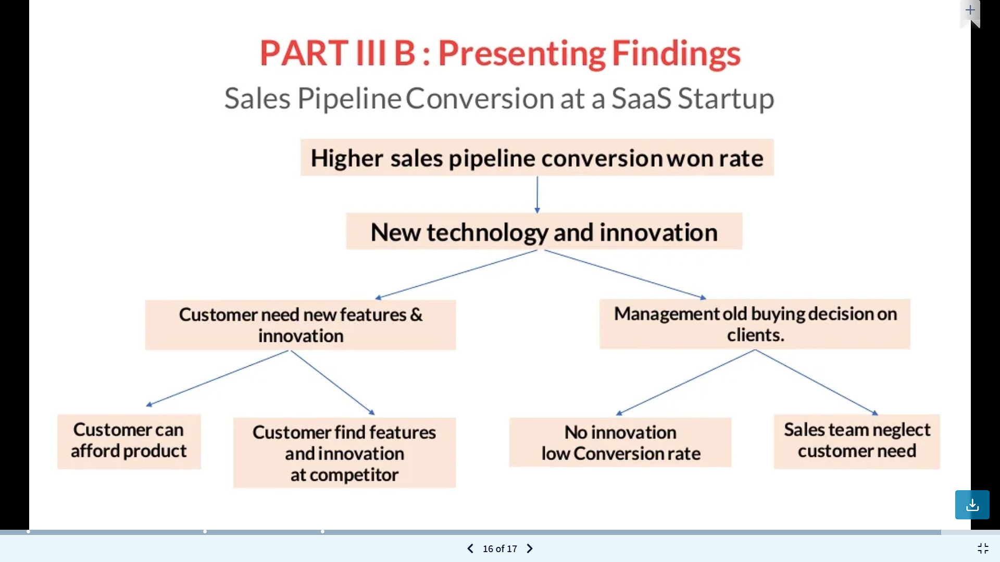 PART III B : Presenting Findings
Sales Pipeline Conversion at a SaaS Startup
Higher sales pipeline conversion won rate
New technology and innovation
Customer need new features &
innovation
Management old buying decision on
clients.
Customer can
afford product
Customer find features
and innovation
at competitor
No innovation
low Conversion rate
Sales team neglect
customer need
16 of 17